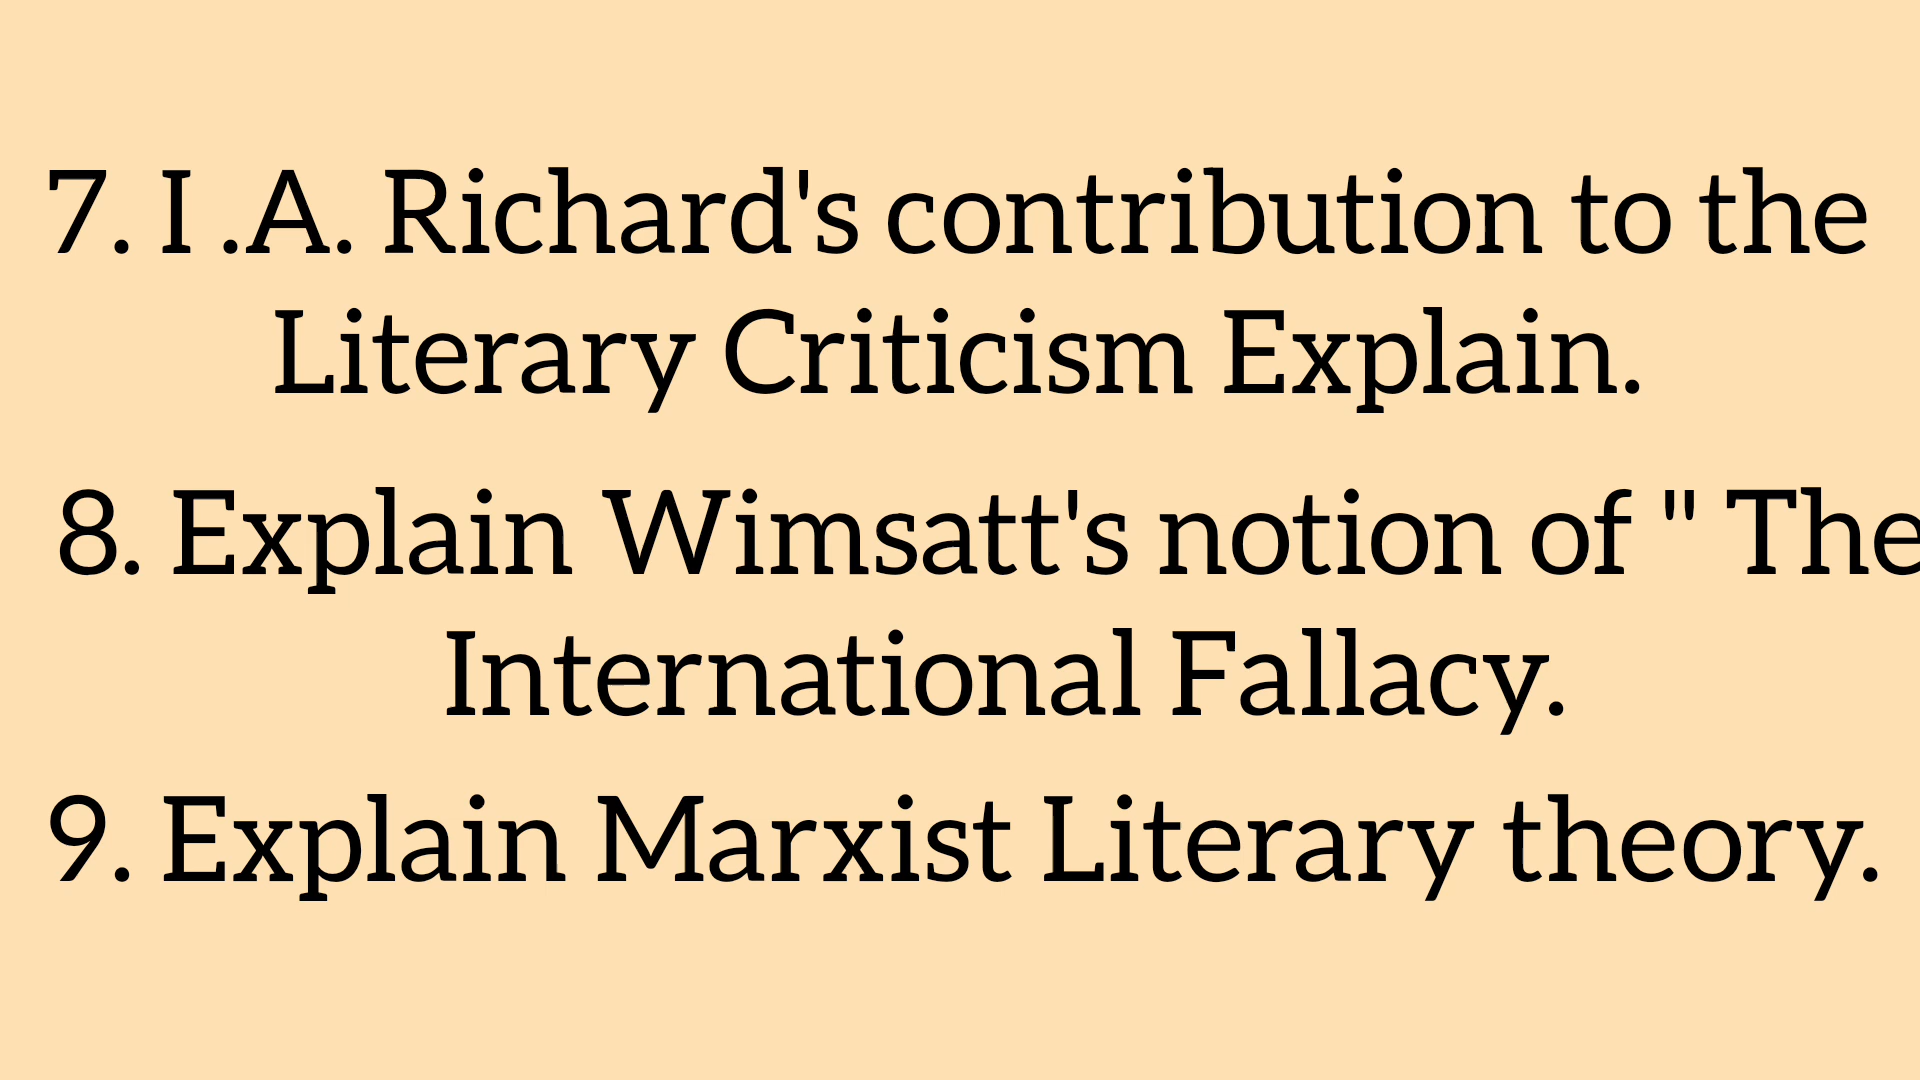 7. I .A. Richard's contribution to the
Literary Criticism Explain.
8. Explain Wimsatt's notion of " The
International Fallacy.
9. Explain Marxist Literary theory.